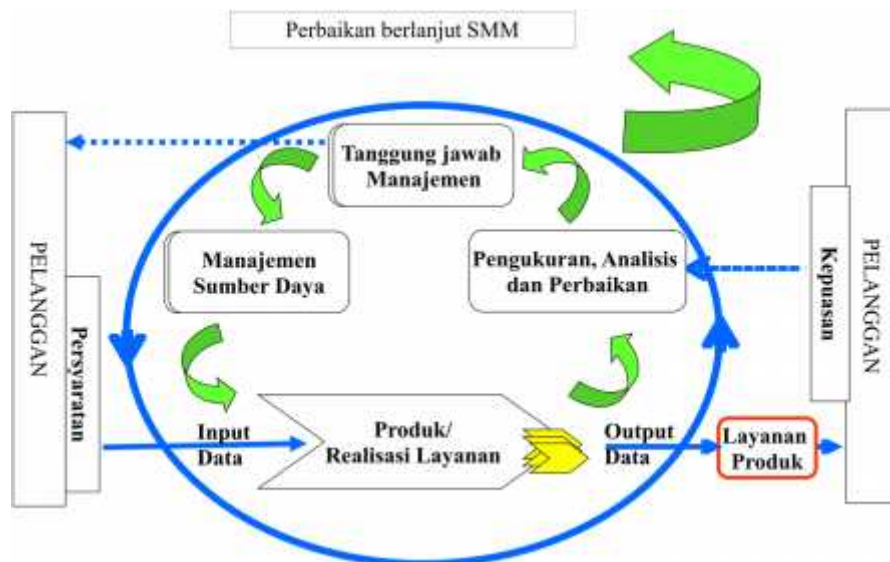 Perbaikan berlanjut SMM
PELANGGAN
Persyaratan
Tanggung jawab
Manajemen
Manajemen
Sumber Daya
Pengukuran, Analisis
dan Perbaikan
Kepuasan
PELANGGAN
Input
Data
Produk/
Realisasi Layanan
Output
Data
Layanan
Produk